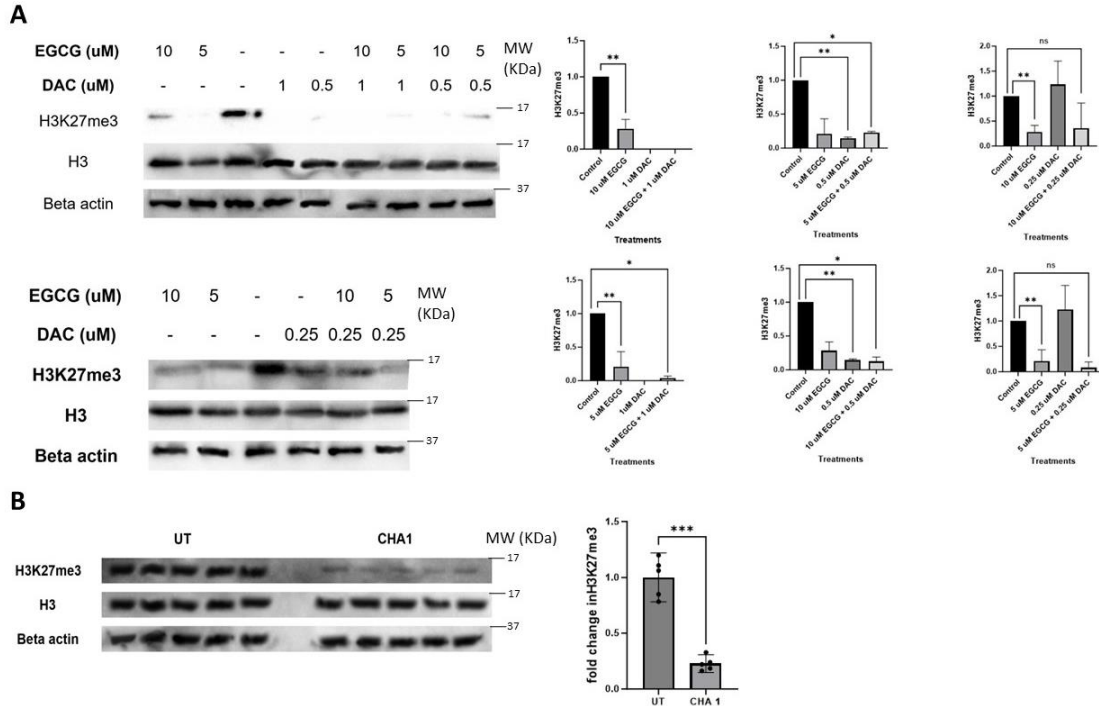 A
EGCG (uM) 10 5 - - - 10 5 10 5 MW (KDa)
DAC (uM) - - - 1 0.5 1 1 0.5 0.5
H3K27me3 17
H3 17
Beta actin 37
H3K27me3
1.5
1.0
0.5
0.0
**
Control
10 uM EGCG
1 uM DAC
10 uM EGCG + 1 uM DAC
Treatments
H3K27me3
1.5
1.0
0.5
0.0
*
**
Control
5 uM EGCG
0.5 uM DAC
5 uM EGCG + 0.5 uM DAC
Treatments
H3K27me3
2.0
1.5
1.0
0.5
0.0
ns
**
Control
10 uM EGCG
0.25 uM DAC
10 uM EGCG + 0.25 uM DAC
Treatments
EGCG (uM) 10 5 - - 10 5 MW (KDa)
DAC (uM) - - - 0.25 0.25 0.25
H3K27me3 17
H3 17
Beta actin 37
H3K27me3
1.5
1.0
0.5
0.0
*
**
Control
5 uM EGCG
1uM DAC
5 uM EGCG + 1 uM DAC
Treatments
H3K27me3
1.5
1.0
0.5
0.0
*
**
Control
10 uM EGCG
0.5 uM DAC
10 uM EGCG + 0.5 uM DAC
Treatments
H3K27me3
2.0
1.5
1.0
0.5
0.0
ns
**
Control
5 uM EGCG
0.25 uM DAC
5 uM EGCG + 0.25 uM DAC
Treatments
B
UT CHA1 MW (KDa)
H3K27me3 17
H3 17
Beta actin 37
fold change inH3K27me3
1.5
1.0
0.5
0.0
***
UT
CHA 1